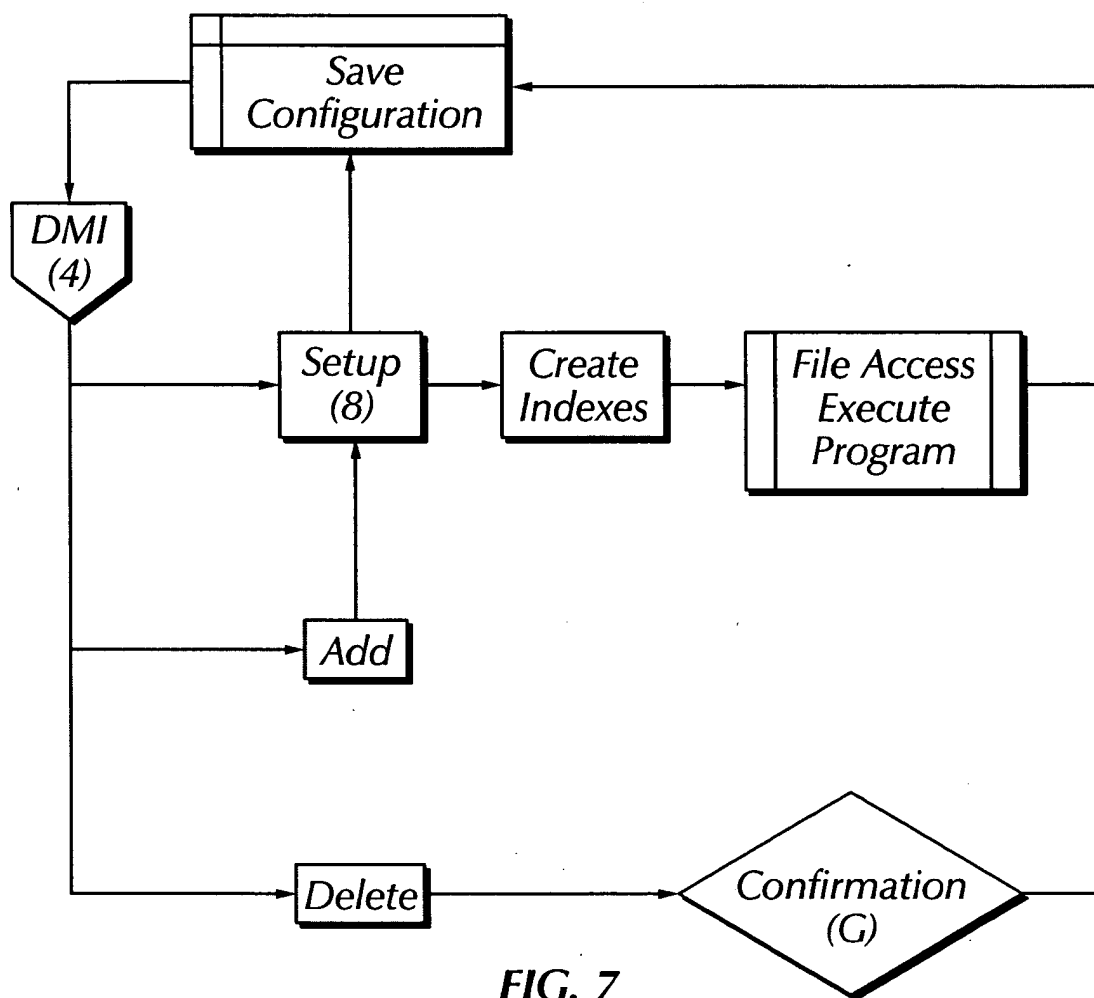 Save
Configuration
DMI
(4)
Setup
(8)
Create
Indexes
File Access
Execute
Program
Add
Delete
Confirmation
(G)
FIG. 7